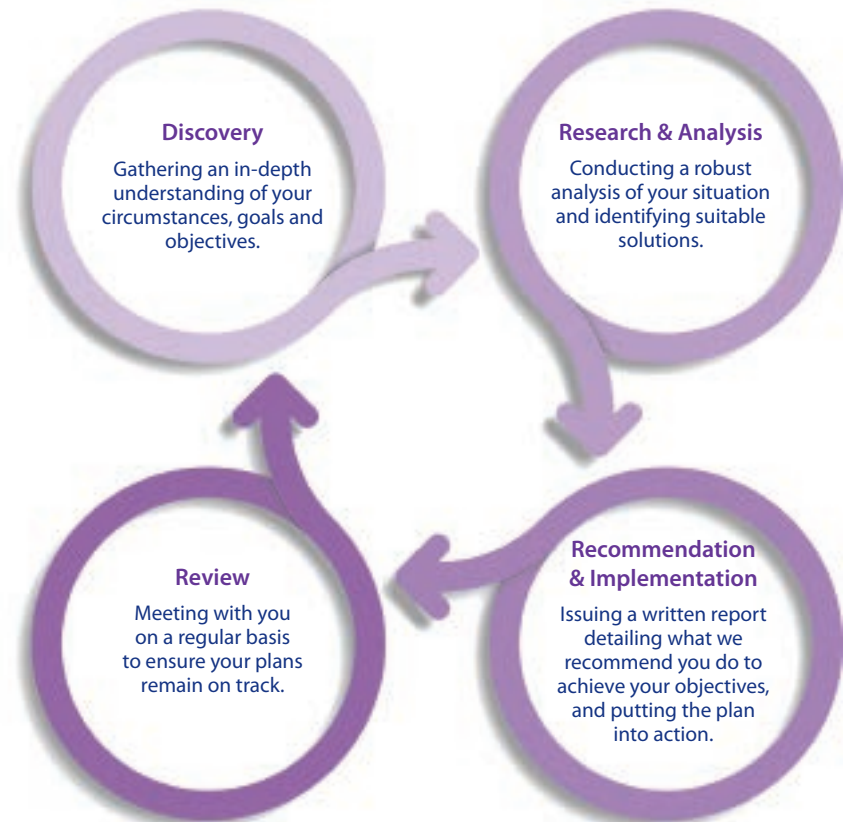 Discovery
Gathering an in-depth
understanding of your
circumstances, goals and
objectives.
Research & Analysis
Conducting a robust
analysis of your situation
and identifying suitable
solutions.
Recommendation
& Implementation
Issuing a written report
detailing what we
recommend you do to
achieve your objectives,
and putting the plan
into action.
Review
Meeting with you
on a regular basis
to ensure your plans
remain on track.